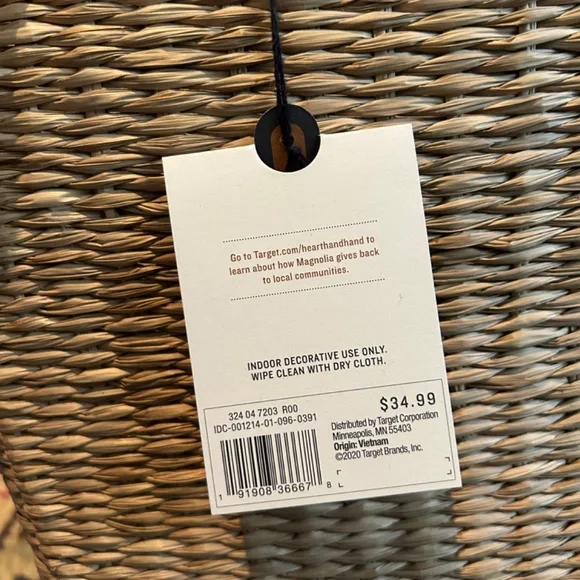 Go to Target.com/hearthandhand to
learn about how Magnolia gives back
to local communities.
INDOOR DECORATIVE USE ONLY.
WIPE CLEAN WITH DRY CLOTH.
324 04 7203 R00
IDC-001214-01-096-0391
1 91908 36667 8
$34.99
Distributed by Target Corporation
Minneapolis, MN 55403
Origin: Vietnam
©2020 Target Brands, Inc.